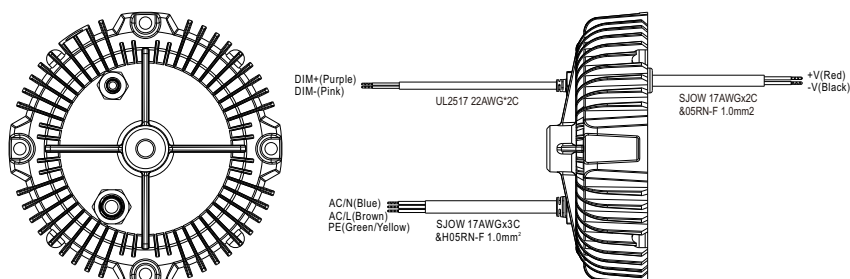 DIM+(Purple)
DIM-(Pink)
UL2517 22AWG*2C
+V(Red)
-V(Black)
SJOW 17AWGx2C
&05RN-F 1.0mm2
AC/N(Blue)
AC/L(Brown)
PE(Green/Yellow)
SJOW 17AWGx3C
&H05RN-F 1.0mm²